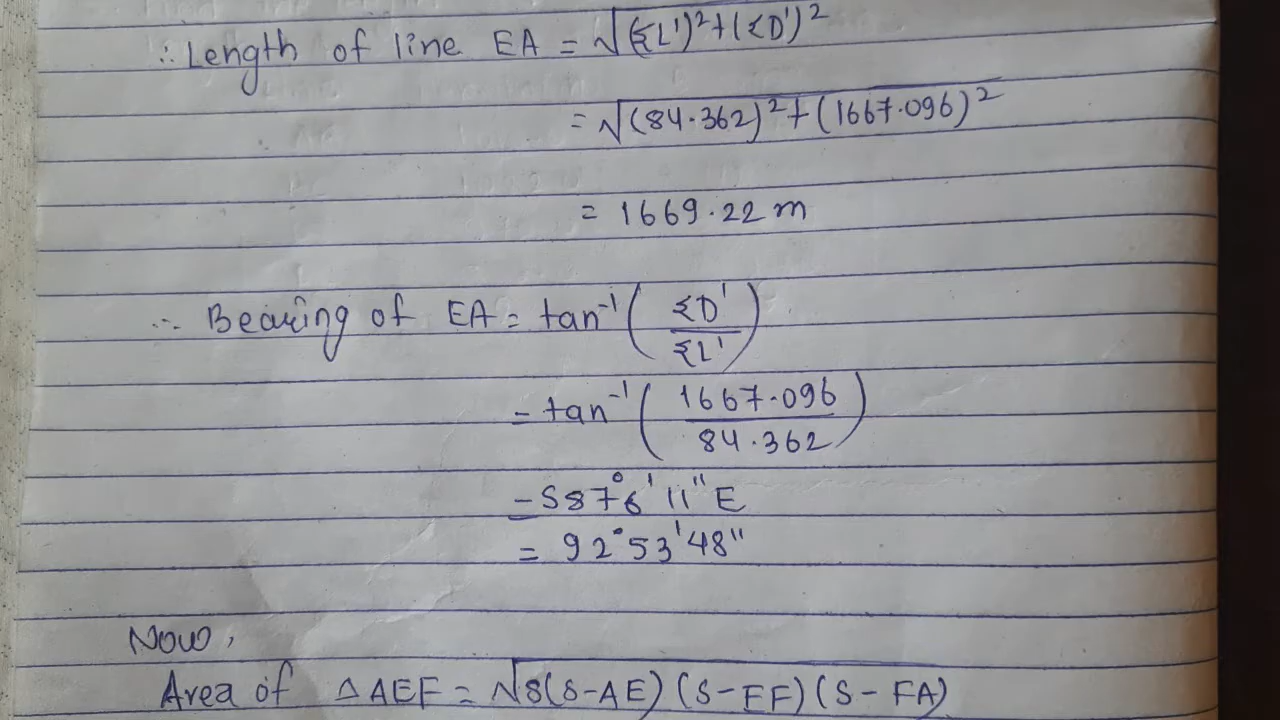 ∴ Length of line EA = √(ΣL')²+(ΣD')²
= √(84.362)²+(1667.096)²
= 1669.22 m
∴ Bearing of EA = tan⁻¹(ΣD'/ΣL')
= tan⁻¹(1667.096/84.362)
= S87°6'11"E
= 92°53'48"
Now,
Area of ΔAEF = √S(S-AE)(S-EF)(S-FA)